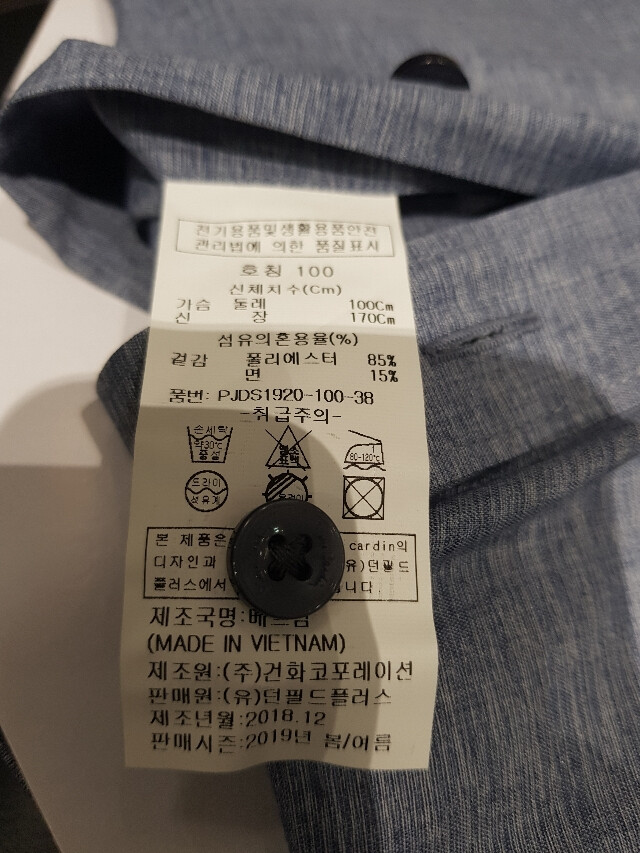 전기용품및생활용품안전
관리법에 의한 품질표시
호칭 100
신체치수(Cm)
가슴 둘레 100Cm
신 장 170Cm
섬유의혼용율(%)
겉감 폴리에스터 85%
면 15%
품번: PJDS1920-100-38
-취급주의-
손세탁
약30℃
중성
염소
표백
80-120℃
드라이
석유계
본 제품은 cardin의
디자인과 유)던필드
플러스에서 니다.
제조국명:베트남
(MADE IN VIETNAM)
제조원:(주)건화코포레이션
판매원:(유)던필드플러스
제조년월:2018.12
판매시즌:2019년 봄/여름